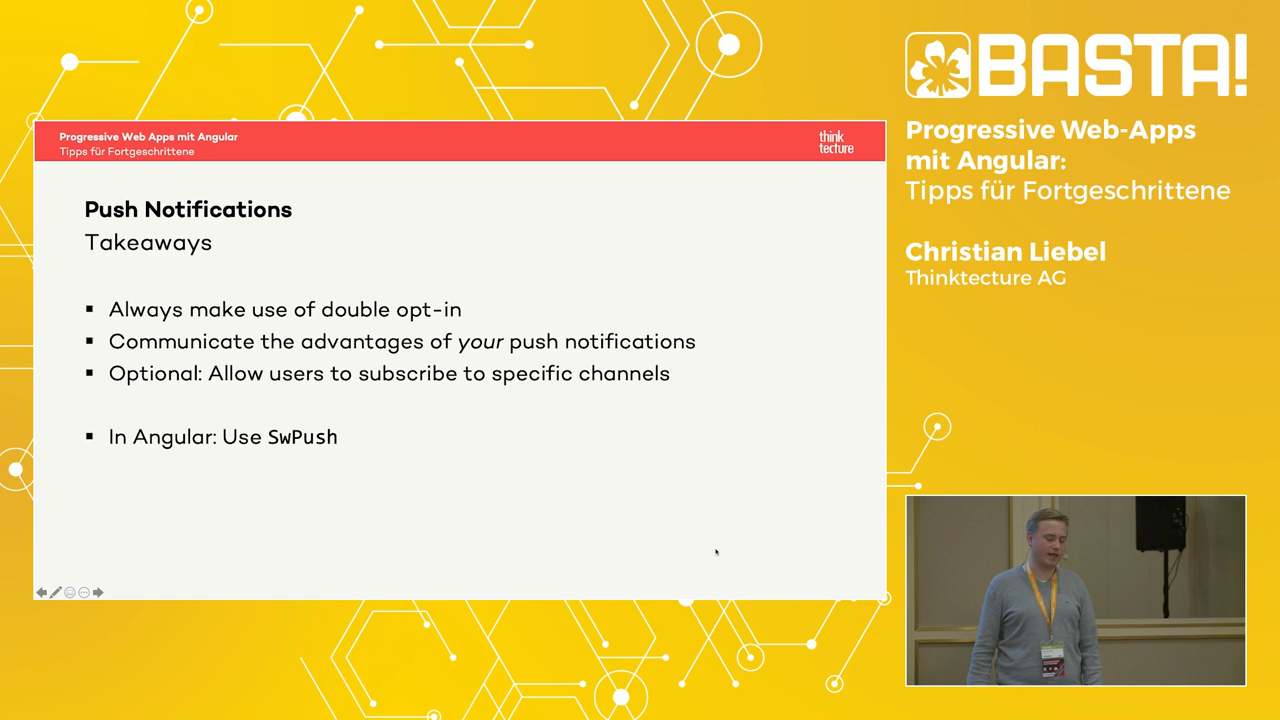 Progressive Web Apps mit Angular
Tipps für Fortgeschrittene
think
tecture
Push Notifications
Takeaways
▪ Always make use of double opt-in
▪ Communicate the advantages of your push notifications
▪ Optional: Allow users to subscribe to specific channels
▪ In Angular: Use SwPush
BASTA!
Progressive Web-Apps
mit Angular:
Tipps für Fortgeschrittene
Christian Liebel
Thinktecture AG